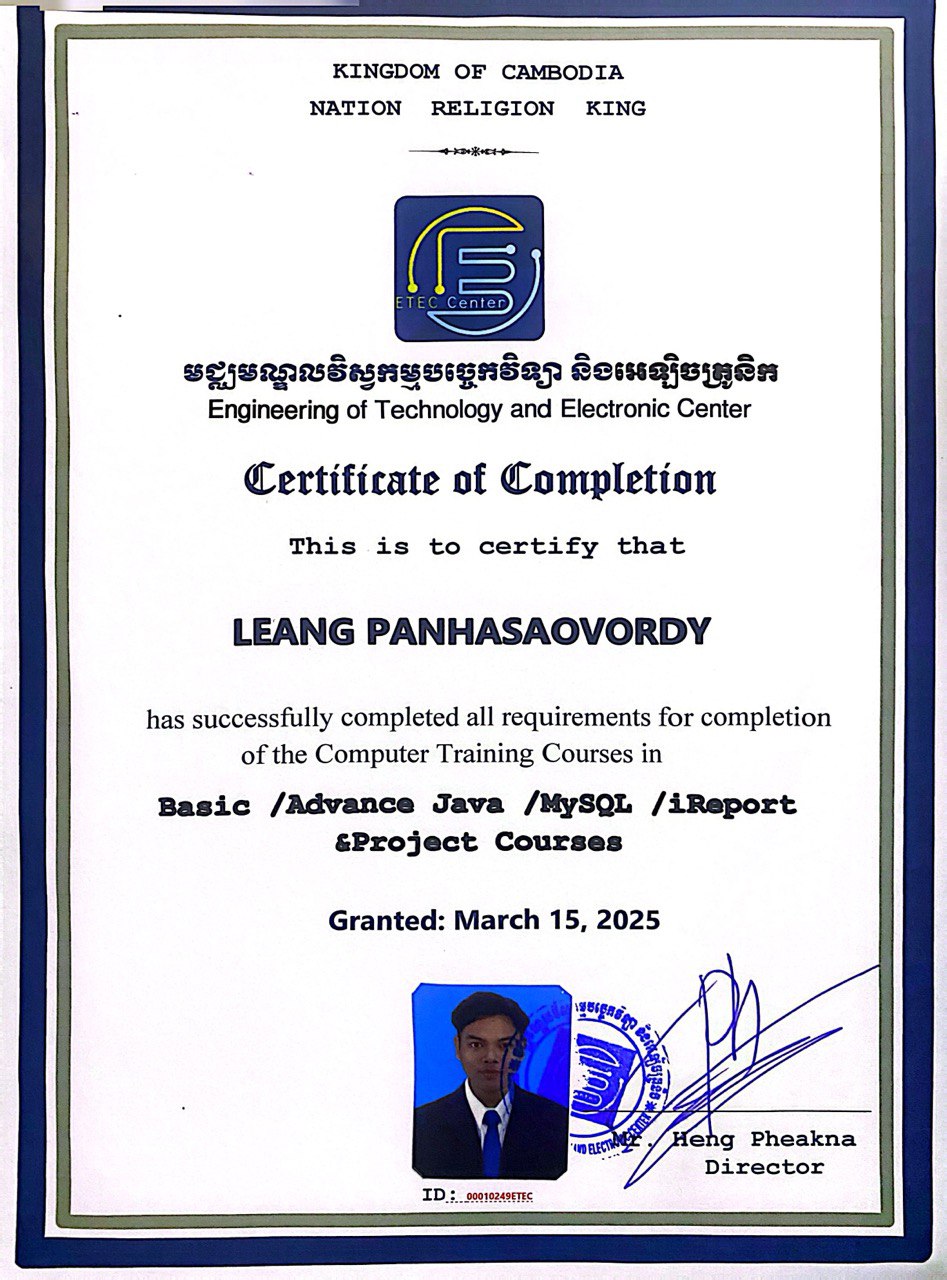 KINGDOM OF CAMBODIA
NATION RELIGION KING
ETEC Center
មជ្ឈមណ្ឌលវិស្វកម្មបច្ចេកវិទ្យា និងអេឡិចត្រូនិក
Engineering of Technology and Electronic Center
Certificate of Completion
This is to certify that
LEANG PANHASAOVORDY
has successfully completed all requirements for completion
of the Computer Training Courses in
Basic /Advance Java /MySQL /iReport
&Project Courses
Granted: March 15, 2025
AND ELECTRONIC CENTER
Mr. Heng Pheakna
Director
ID: 00010249ETEC